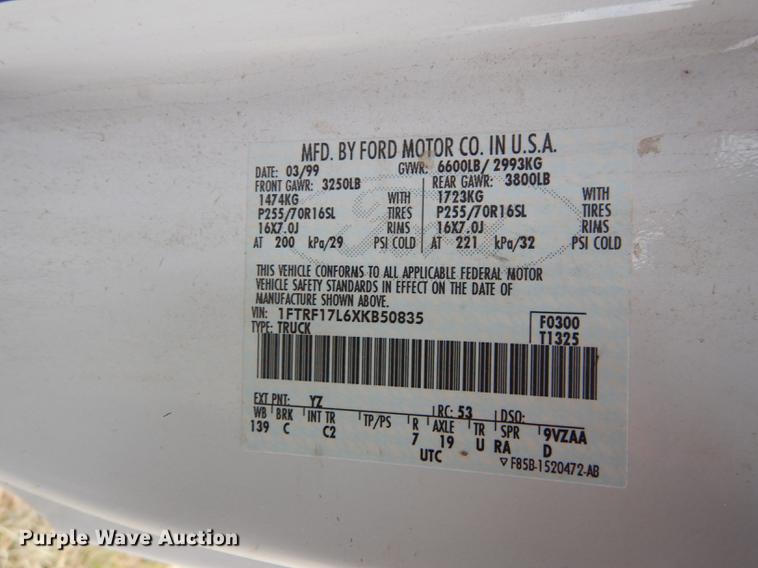 MFD. BY FORD MOTOR CO. IN U.S.A.
DATE: 03/99 GVWR: 6600LB/ 2993KG
FRONT GAWR: 3250LB REAR GAWR: 3800LB
1474KG WITH 1723KG WITH
P255/70R16SL TIRES P255/70R16SL TIRES
16X7.0J RIMS 16X7.0J RIMS
AT 200 kPa/29 PSI COLD AT 221 kPa/32 PSI COLD
THIS VEHICLE CONFORMS TO ALL APPLICABLE FEDERAL MOTOR
VEHICLE SAFETY STANDARDS IN EFFECT ON THE DATE OF
MANUFACTURE SHOWN ABOVE.
VIN: 1FTRF17L6XKB50835 F0300
TYPE: TRUCK T1325
EXT PNT: YZ RC: 53 DSO:
WB BRK INT TR TP/PS R AXLE TR SPR 9VZAA
139 C C2 7 19 U RA D
UTC ▽ F85B-1520472-AB
Purple Wave Auction